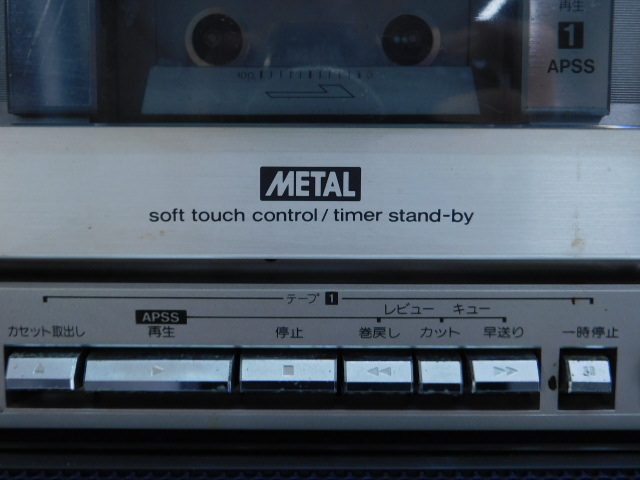 再生
1
APSS
100 0
METAL
soft touch control / timer stand-by
テープ 1
APSS レビュー キュー
カセット取出し 再生 停止 巻戻し カット 早送り 一時停止